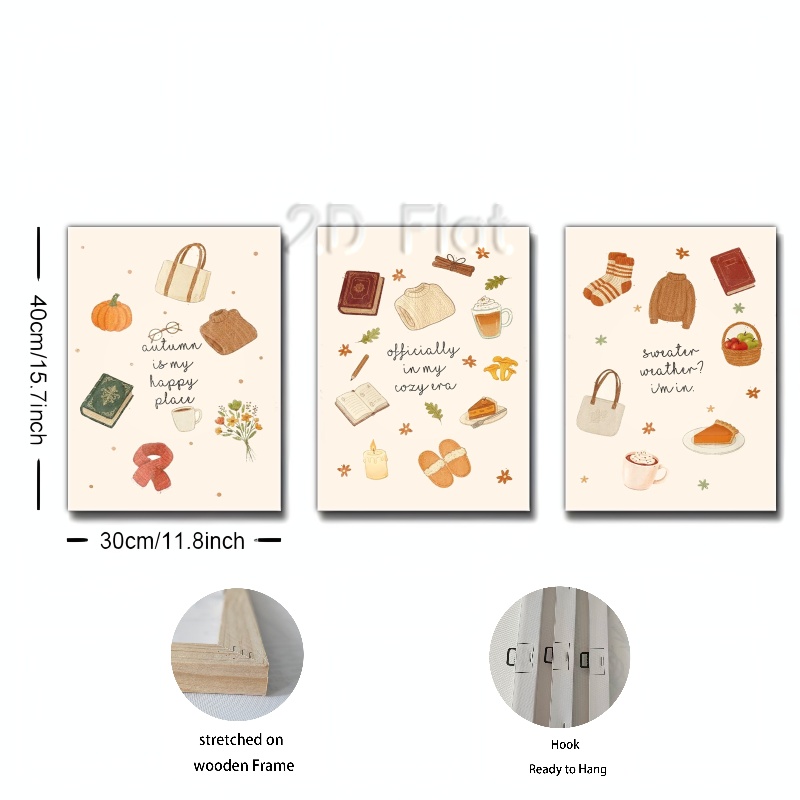 2D Flat
40cm/15.7inch
30cm/11.8inch
autumn
is my
happy
place
officially
in my
cozy era
sweater
weather?
i'm in.
stretched on
wooden Frame
Hook
Ready to Hang